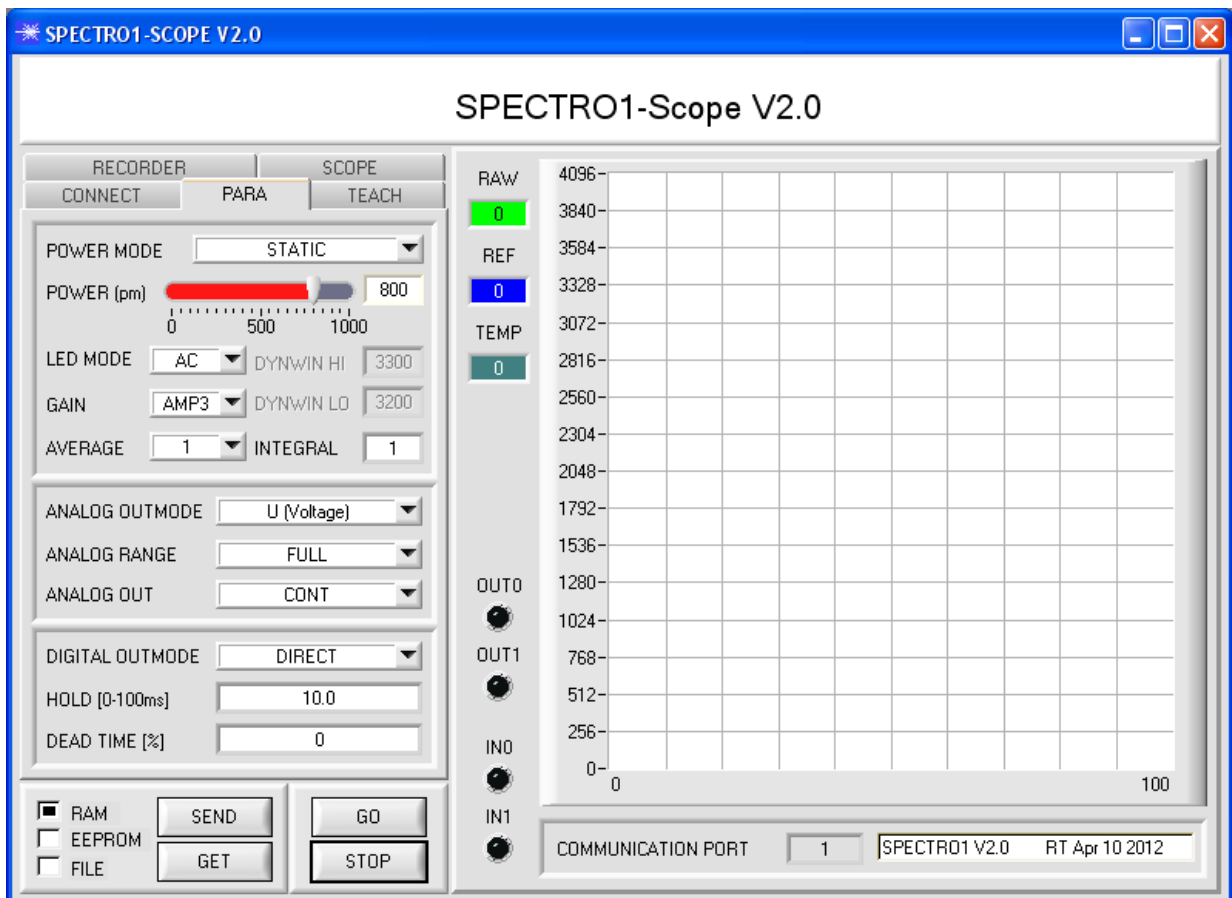 SPECTRO1-SCOPE V2.0
SPECTRO1-Scope V2.0
RECORDER SCOPE
CONNECT PARA TEACH
POWER MODE STATIC
POWER (pm) 800
0 500 1000
LED MODE AC DYNWIN HI 3300
GAIN AMP3 DYNWIN LO 3200
AVERAGE 1 INTEGRAL 1
ANALOG OUTMODE U (Voltage)
ANALOG RANGE FULL
ANALOG OUT CONT
DIGITAL OUTMODE DIRECT
HOLD [0-100ms] 10.0
DEAD TIME [%] 0
RAM
EEPROM
FILE
SEND
GET
GO
STOP
RAW
0
REF
0
TEMP
0
OUT0
OUT1
IN0
IN1
4096
3840
3584
3328
3072
2816
2560
2304
2048
1792
1536
1280
1024
768
512
256
0
0 100
COMMUNICATION PORT 1 SPECTRO1 V2.0 RT Apr 10 2012